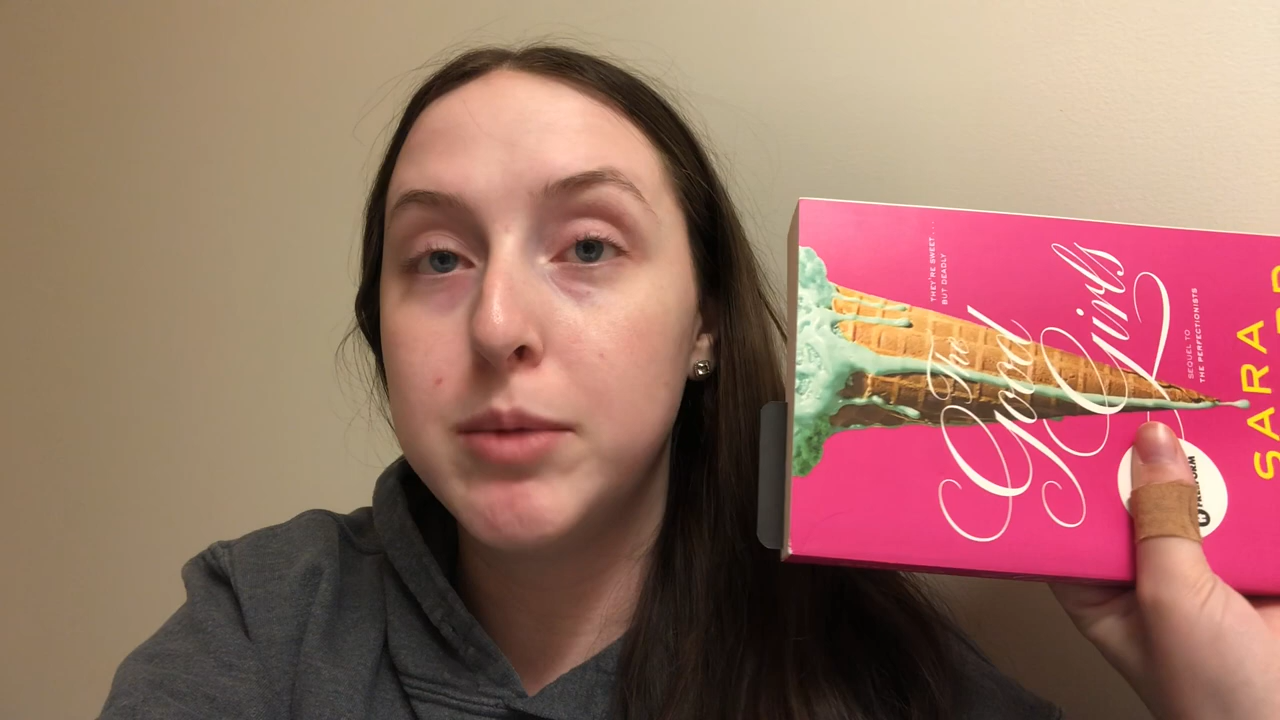 THEY'RE SWEET...
BUT DEADLY
The
Good
Girls
SEQUEL TO
THE PERFECTIONISTS
SARA